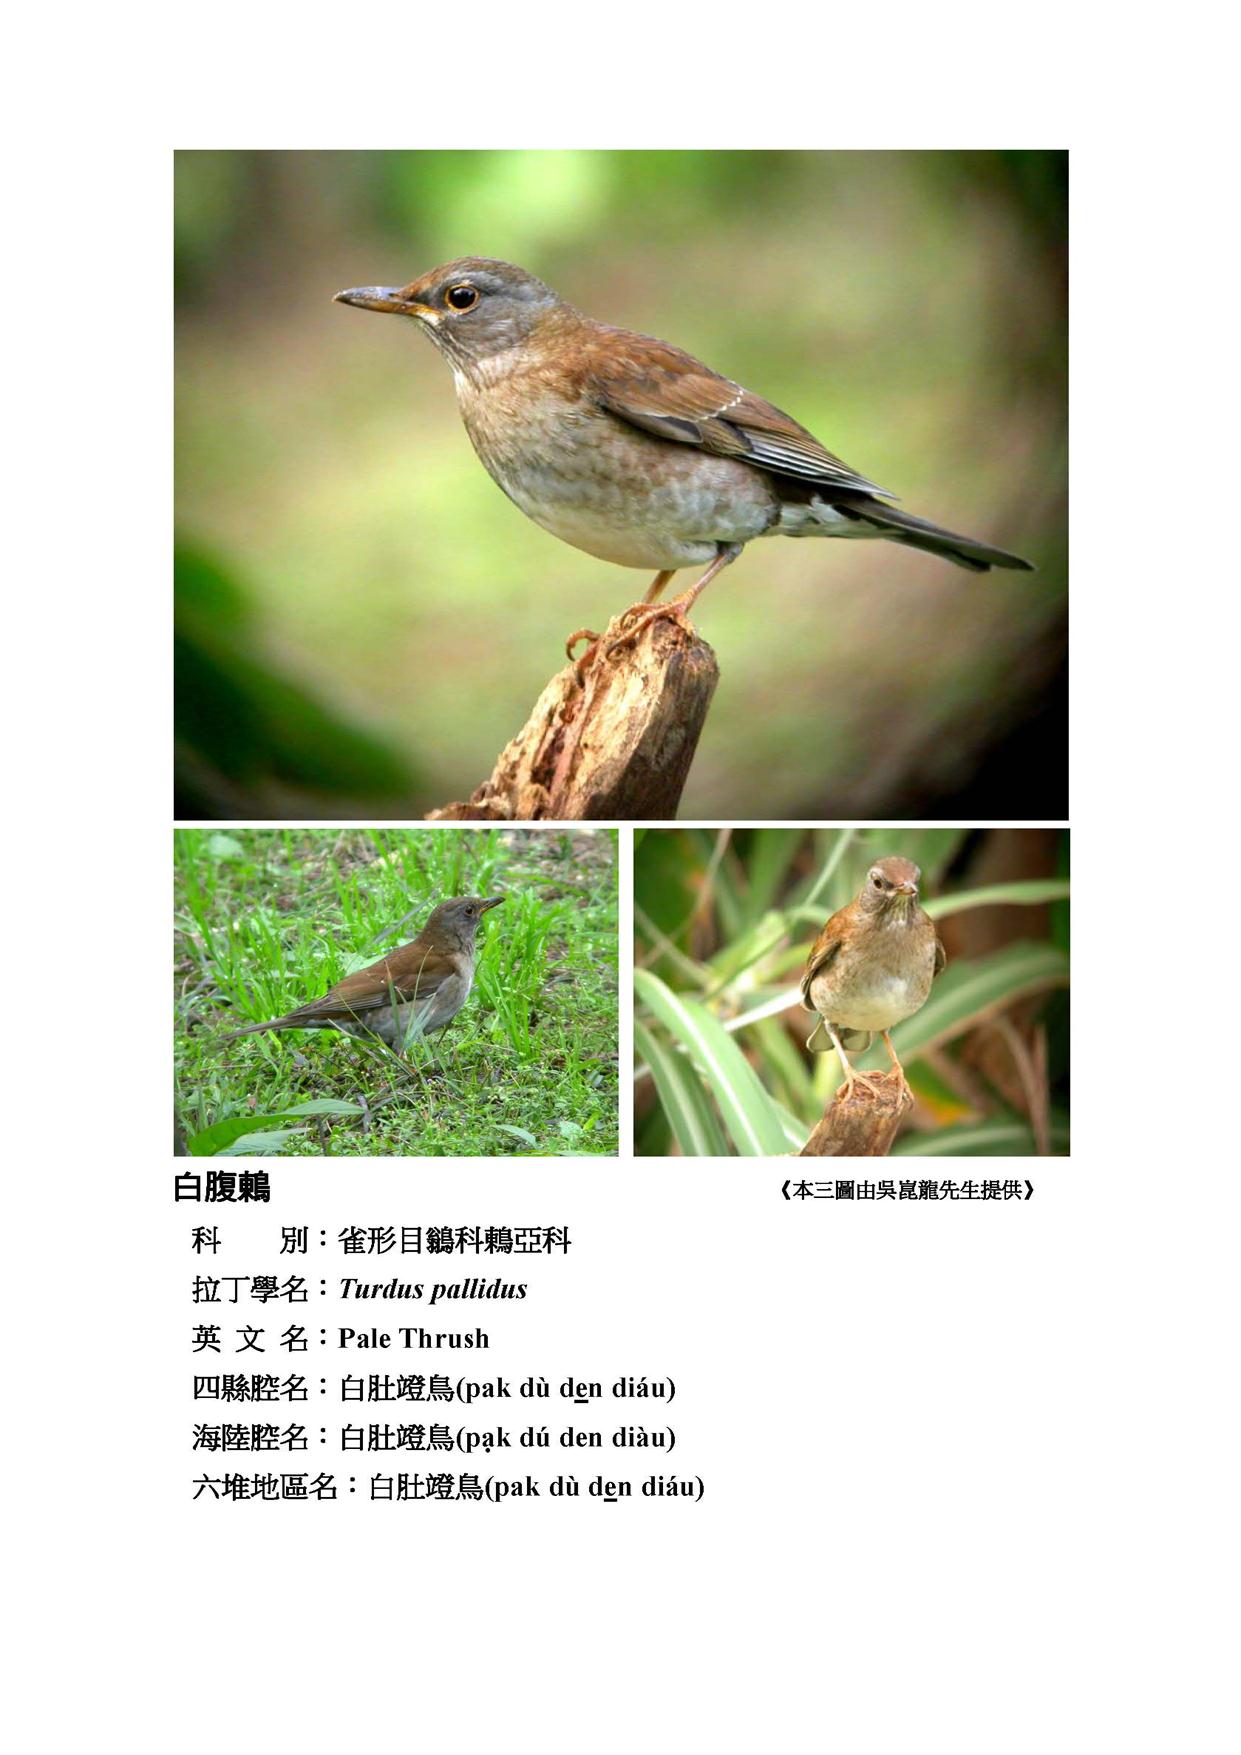 白腹鶇 《本三圖由吳崑龍先生提供》
科　　別：雀形目鶲科鶇亞科
拉丁學名：Turdus pallidus
英 文 名：Pale Thrush
四縣腔名：白肚竳鳥(pak dù den diáu)
海陸腔名：白肚竳鳥(pạk dú den diàu)
六堆地區名：白肚竳鳥(pak dù den diáu)